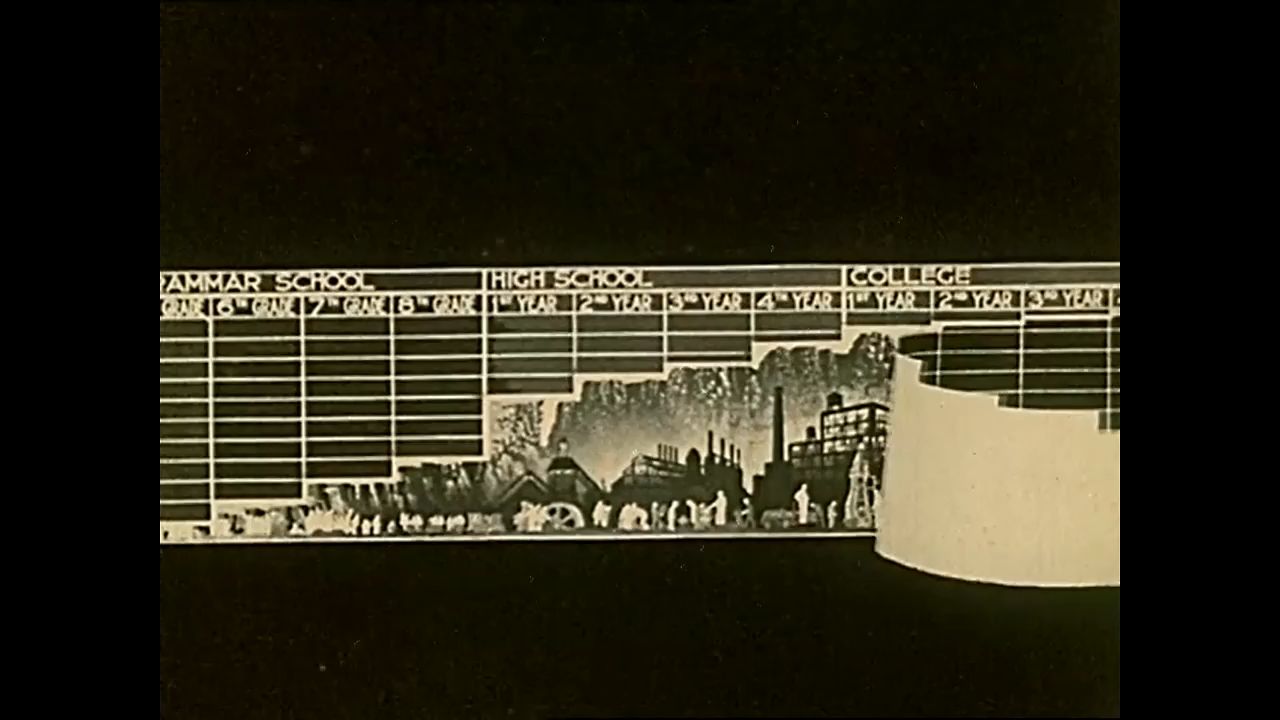 AMMAR SCHOOL HIGH SCHOOL COLLEGE
GRADE 6TH GRADE 7TH GRADE 8TH GRADE 1ST YEAR 2ND YEAR 3RD YEAR 4TH YEAR 1ST YEAR 2ND YEAR 3RD YEAR